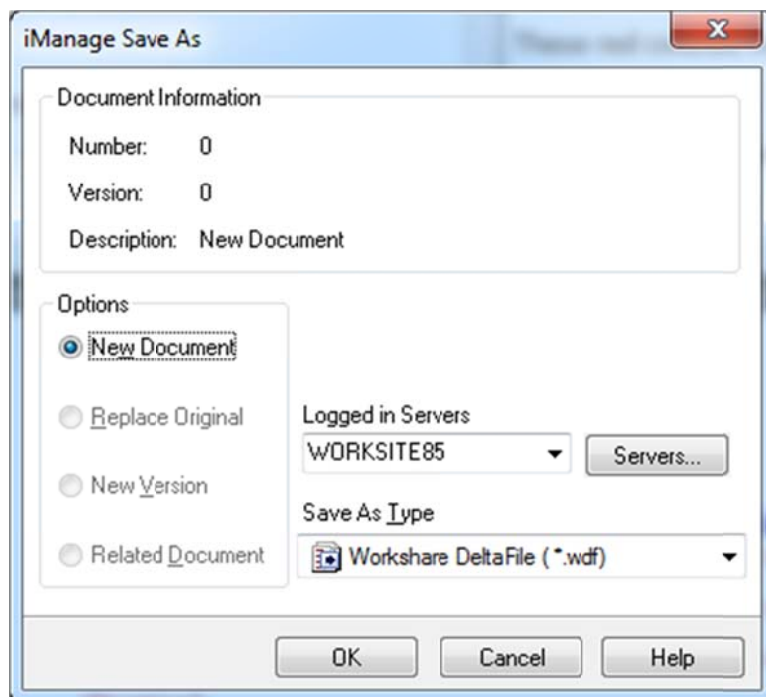 iManage Save As
Document Information
Number: 0
Version: 0
Description: New Document
Options
New Document
Replace Original
New Version
Related Document
Logged in Servers
WORKSITE85
Servers...
Save As Type
Workshare DeltaFile ( *.wdf)
OK Cancel Help